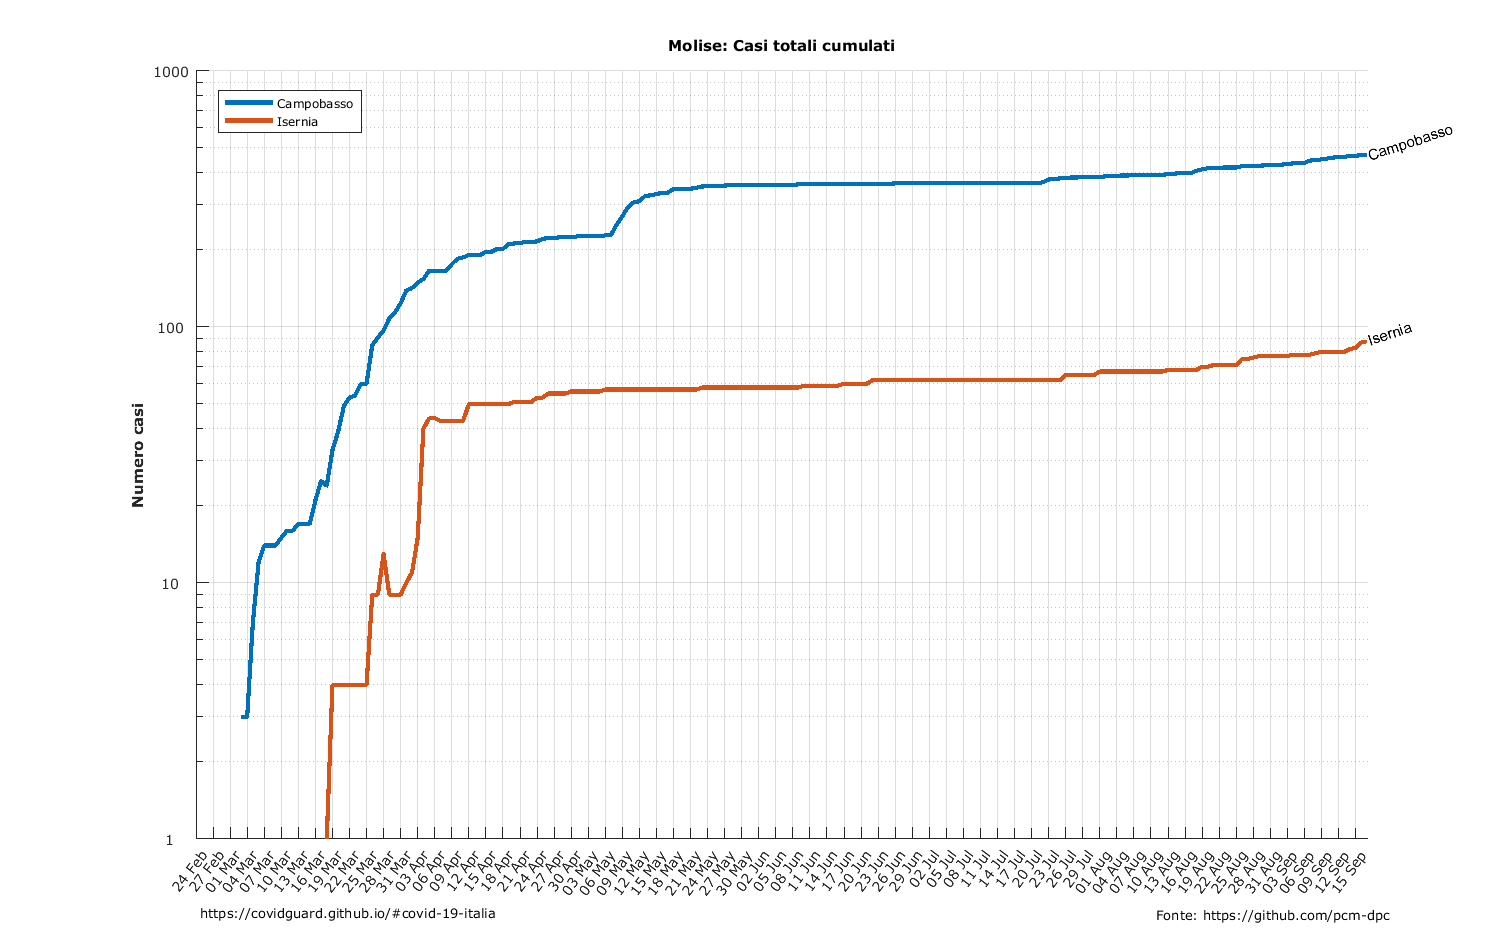 Molise: Casi totali cumulati
1000
100
10
1
Numero casi
Campobasso
Isernia
Campobasso
Isernia
24 Feb
27 Feb
01 Mar
04 Mar
07 Mar
10 Mar
13 Mar
16 Mar
19 Mar
22 Mar
25 Mar
28 Mar
31 Mar
03 Apr
06 Apr
09 Apr
12 Apr
15 Apr
18 Apr
21 Apr
24 Apr
27 Apr
30 Apr
03 May
06 May
09 May
12 May
15 May
18 May
21 May
24 May
27 May
30 May
02 Jun
05 Jun
08 Jun
11 Jun
14 Jun
17 Jun
20 Jun
23 Jun
26 Jun
29 Jun
02 Jul
05 Jul
08 Jul
11 Jul
14 Jul
17 Jul
20 Jul
23 Jul
26 Jul
29 Jul
01 Aug
04 Aug
07 Aug
10 Aug
13 Aug
16 Aug
19 Aug
22 Aug
25 Aug
28 Aug
31 Aug
03 Sep
06 Sep
09 Sep
12 Sep
15 Sep
https://covidguard.github.io/#covid-19-italia
Fonte: https://github.com/pcm-dpc